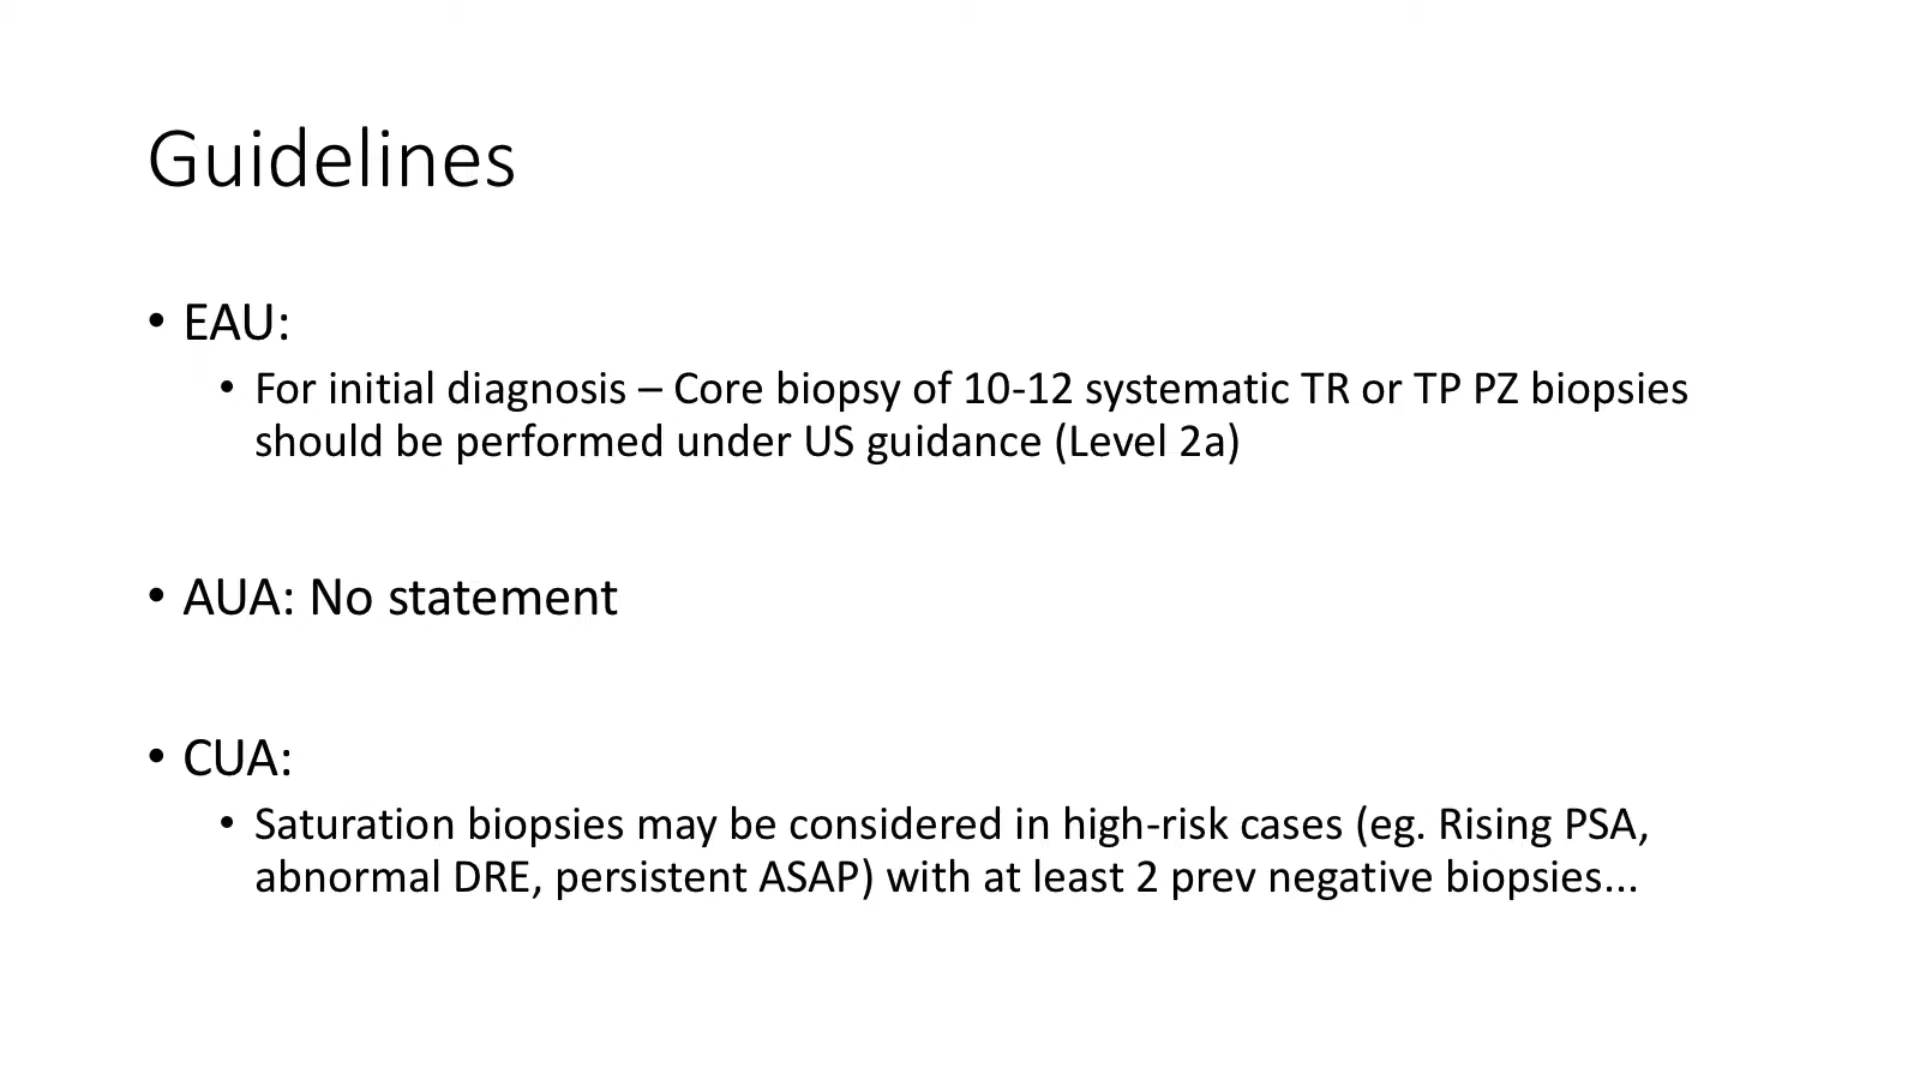 Guidelines
• EAU:
• For initial diagnosis – Core biopsy of 10-12 systematic TR or TP PZ biopsies
should be performed under US guidance (Level 2a)
• AUA: No statement
• CUA:
• Saturation biopsies may be considered in high-risk cases (eg. Rising PSA,
abnormal DRE, persistent ASAP) with at least 2 prev negative biopsies...